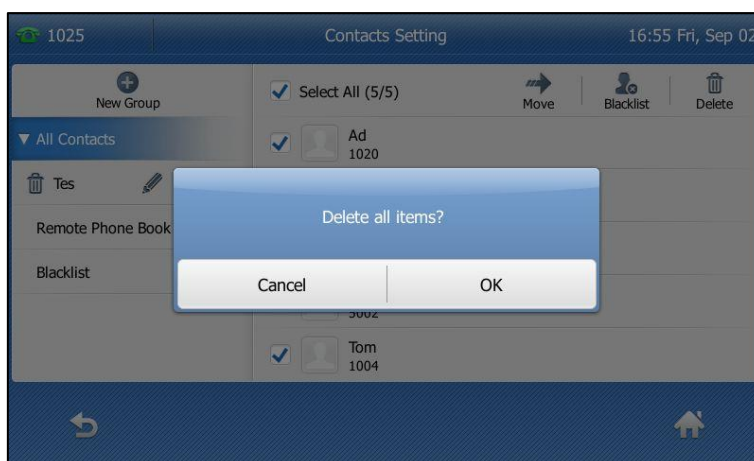 1025
Contacts Setting
16:55 Fri, Sep 02
New Group
Select All (5/5)
Move
Blacklist
Delete
All Contacts
Ad
1020
Tes
Remote Phone Book
Blacklist
Delete all items?
Cancel
OK
5002
Tom
1004